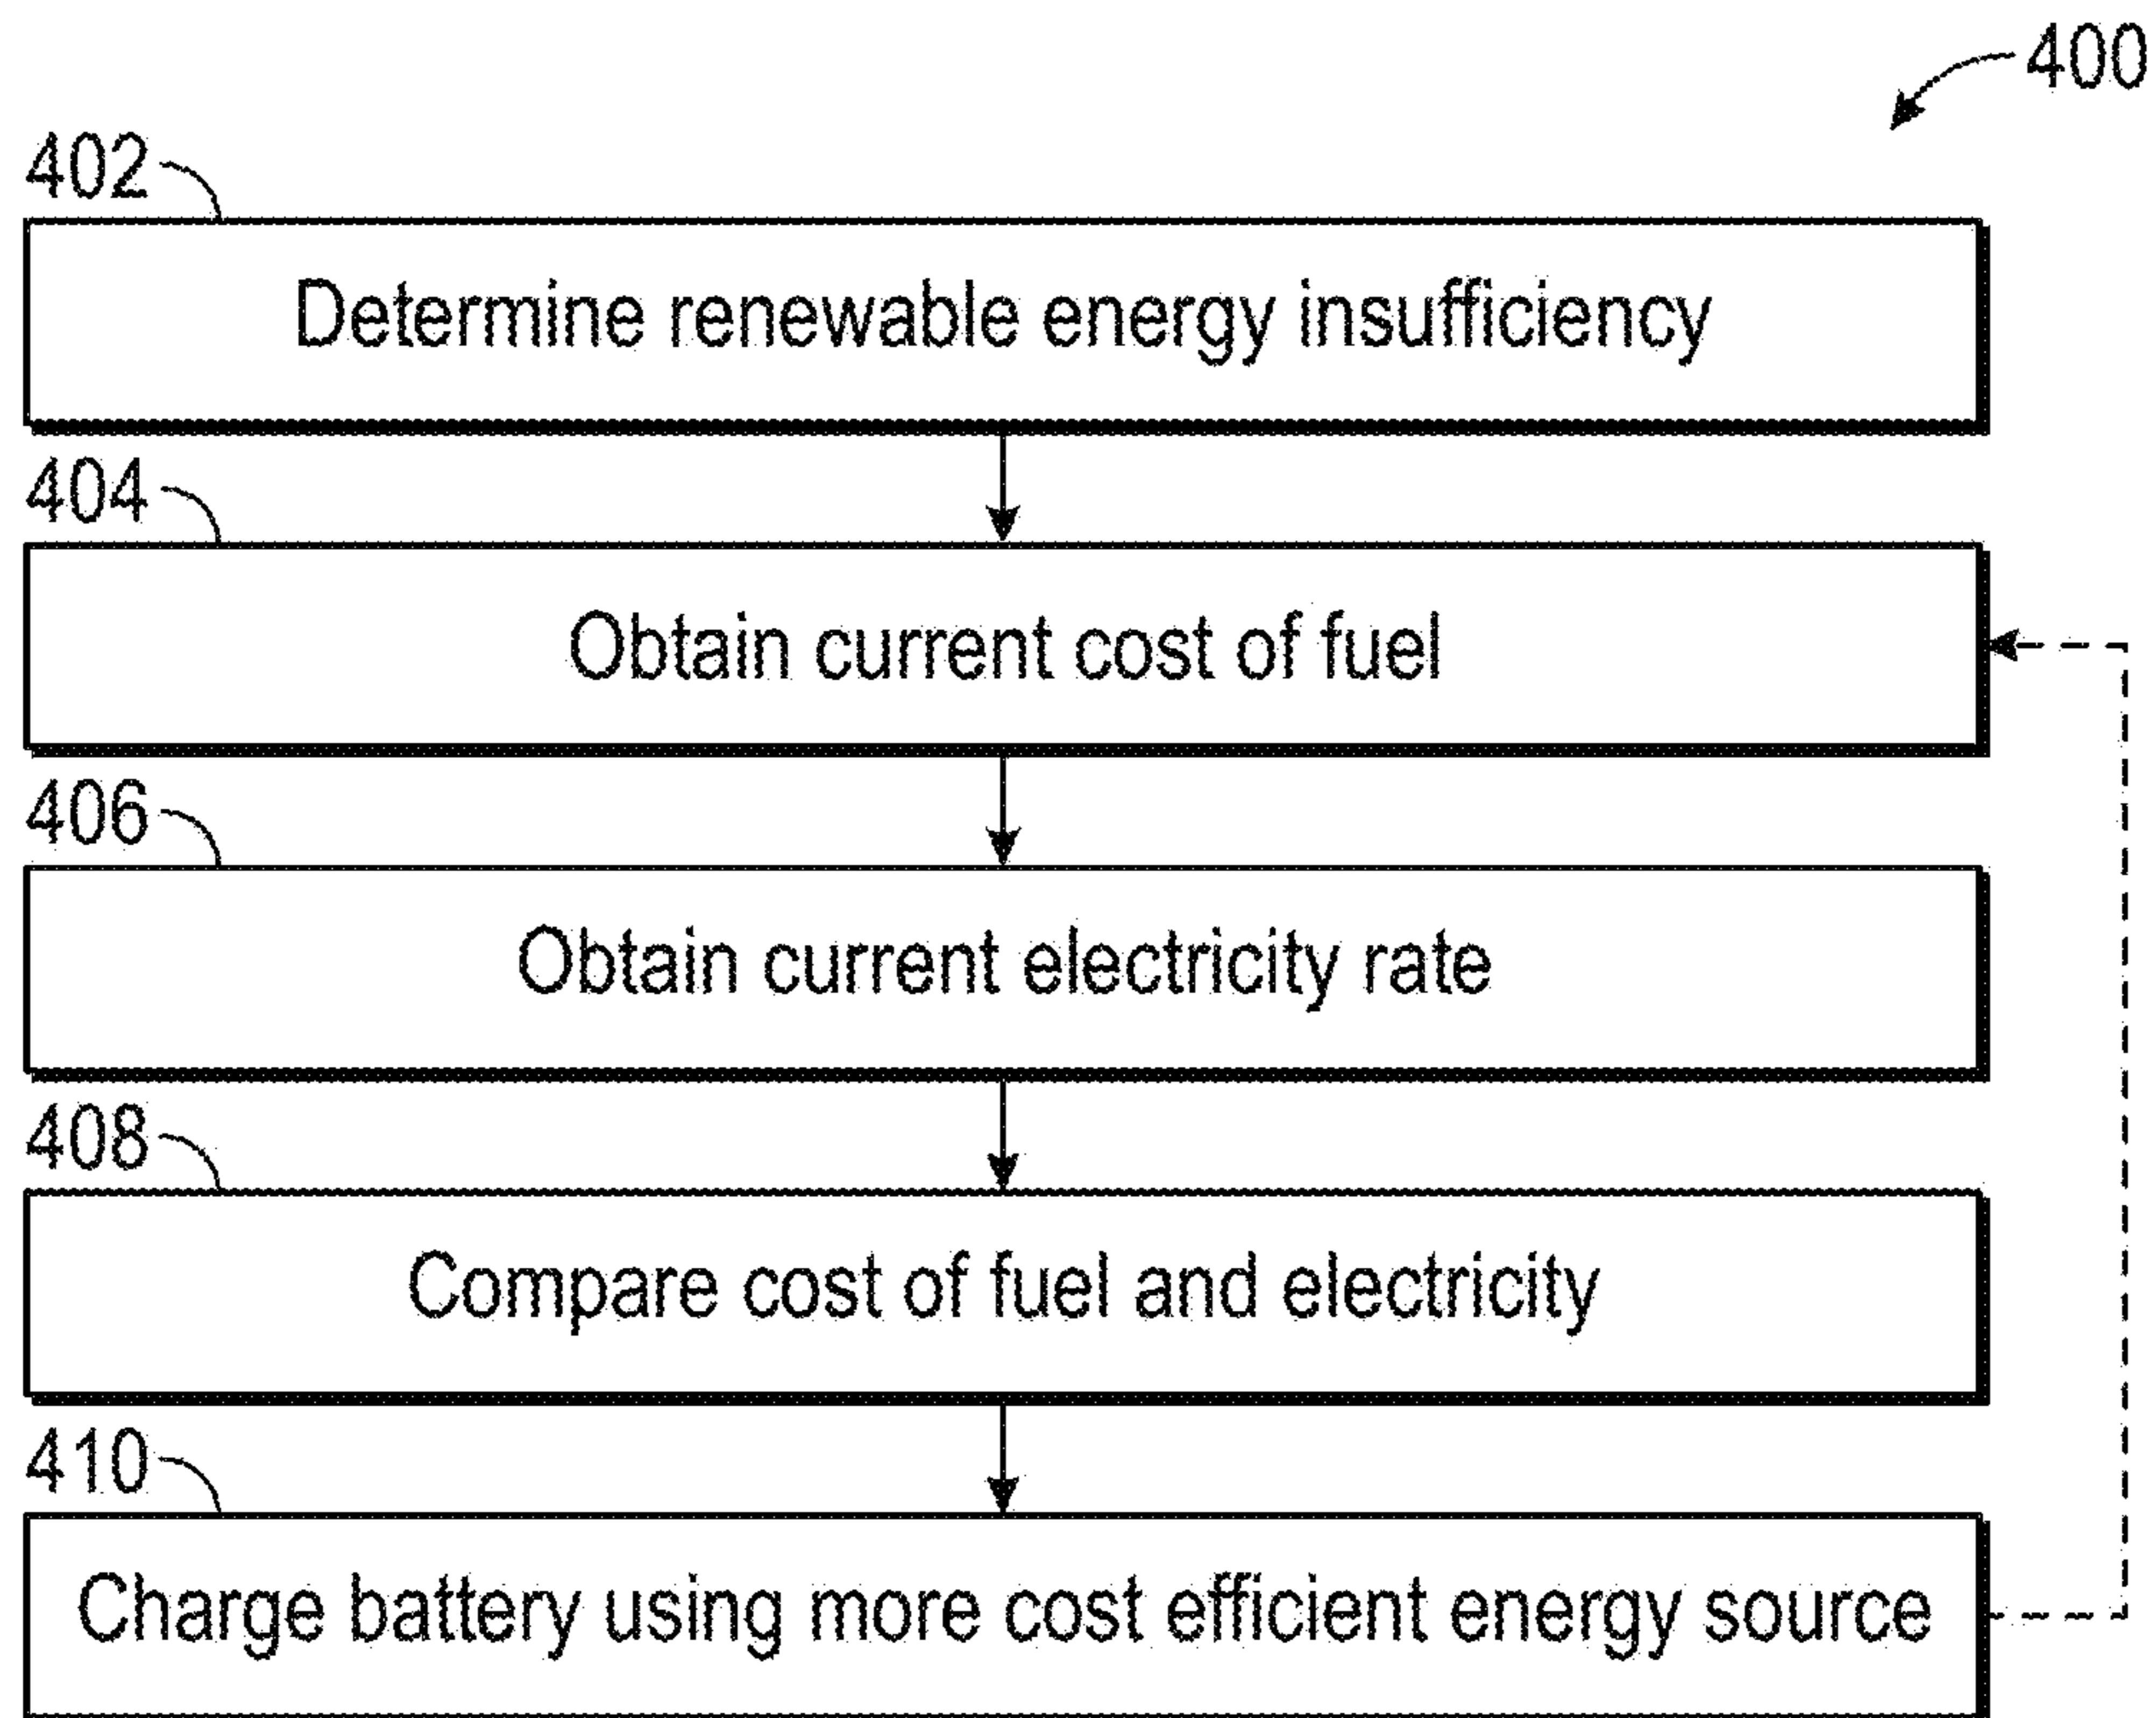 400
402
Determine renewable energy insufficiency
404
Obtain current cost of fuel
406
Obtain current electricity rate
408
Compare cost of fuel and electricity
410
Charge battery using more cost efficient energy source